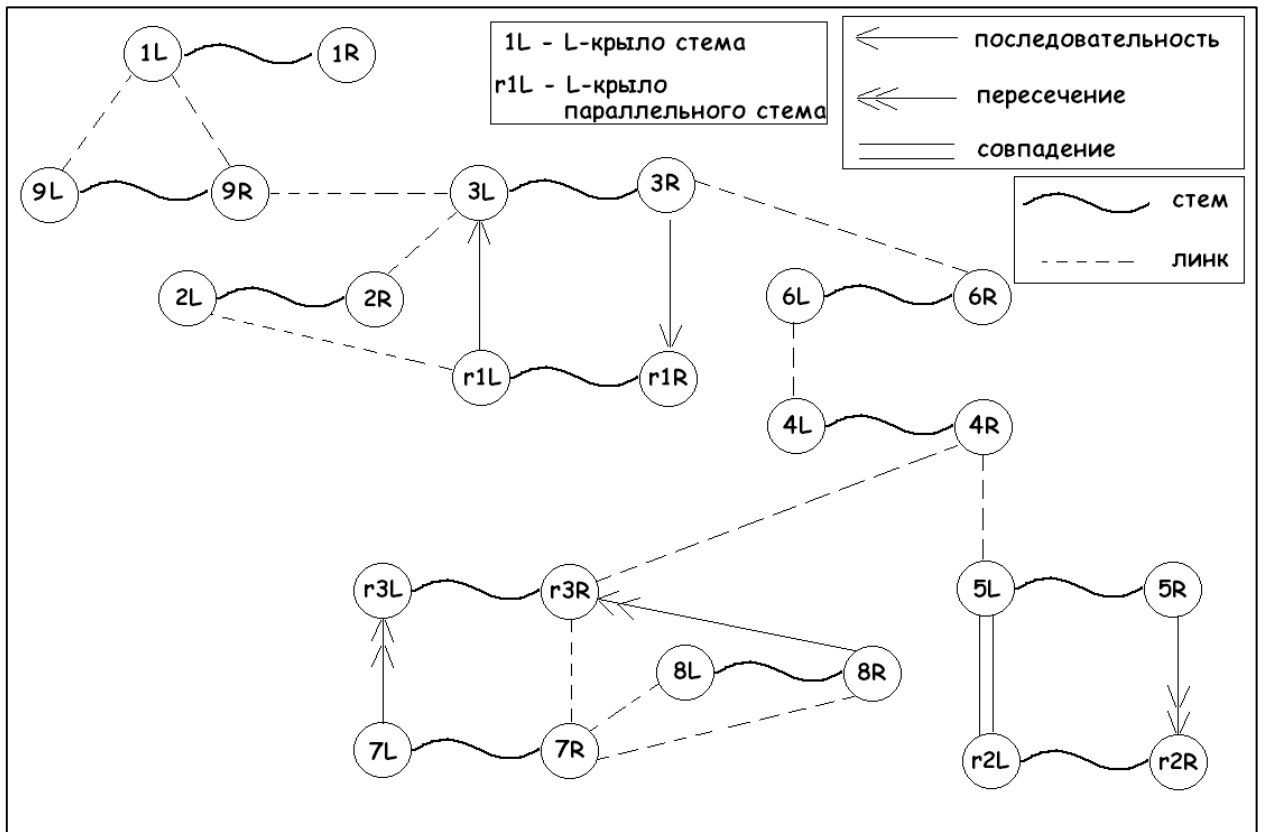 1L
1R
1L - L-крыло стема
r1L - L-крыло
параллельного стема
последовательность
пересечение
совпадение
стем
линк
9L
9R
3L
3R
2L
2R
6L
6R
r1L
r1R
4L
4R
r3L
r3R
5L
5R
8L
8R
7L
7R
r2L
r2R